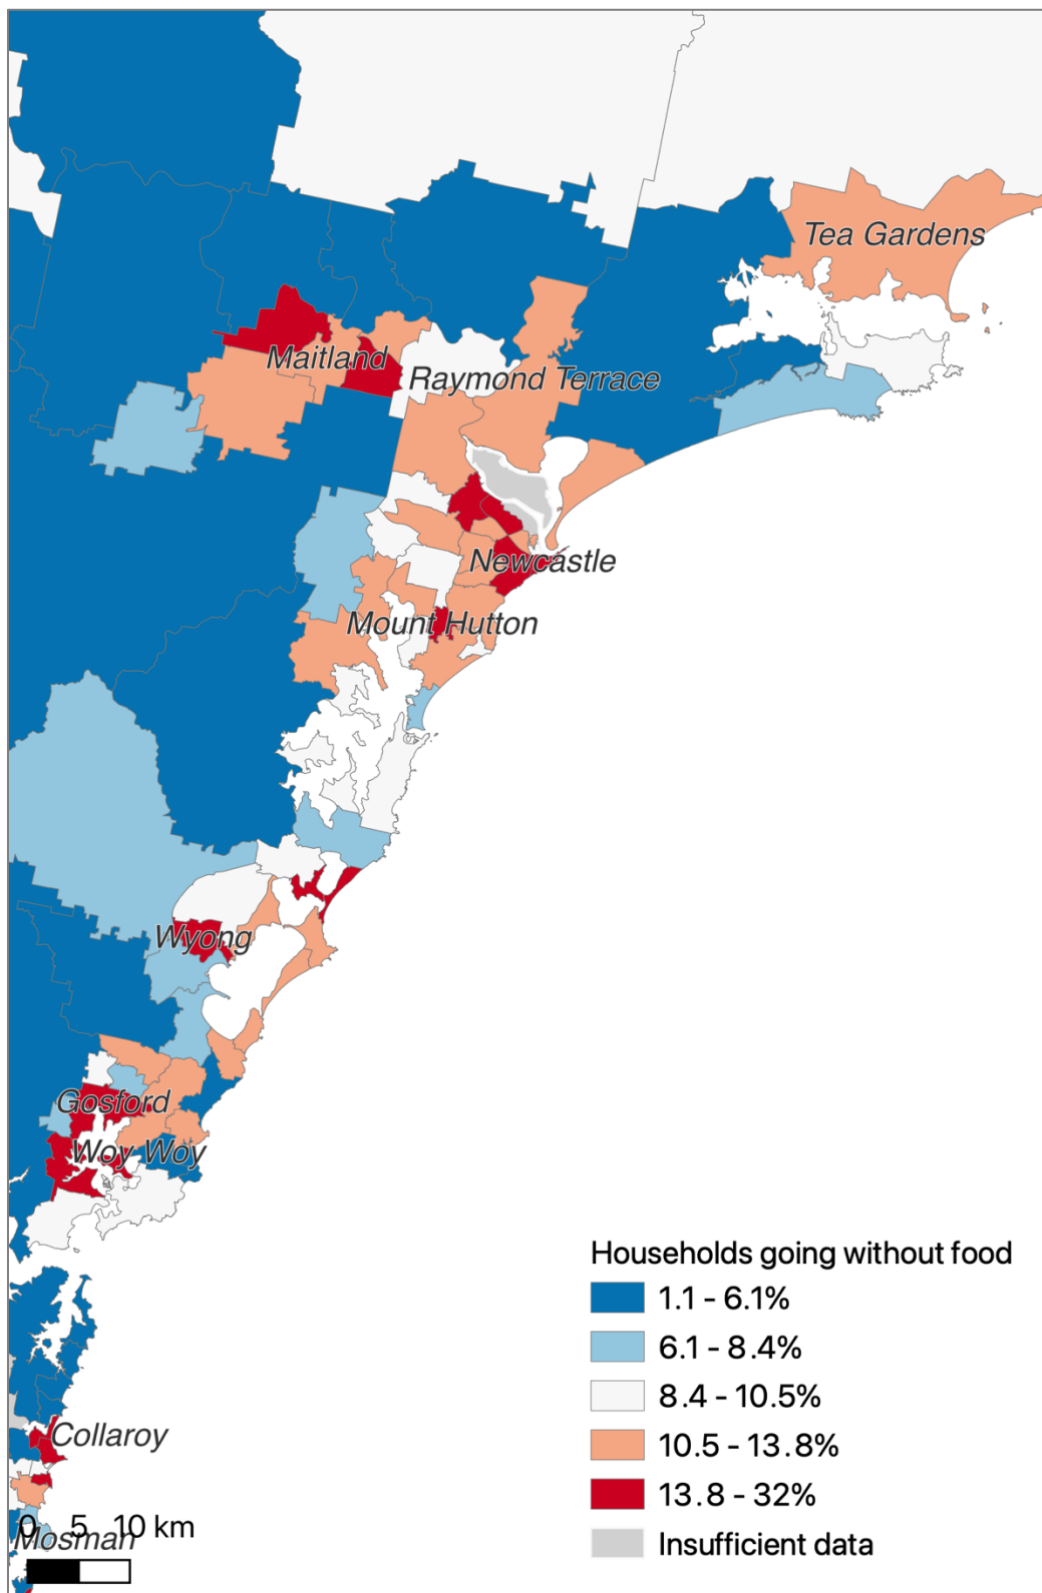 Tea Gardens
Maitland
Raymond Terrace
Newcastle
Mount Hutton
Wyong
Gosford
Woy Woy
Households going without food
1.1 - 6.1%
6.1 - 8.4%
8.4 - 10.5%
10.5 - 13.8%
13.8 - 32%
Insufficient data
Collaroy
0 5 10 km
Mosman